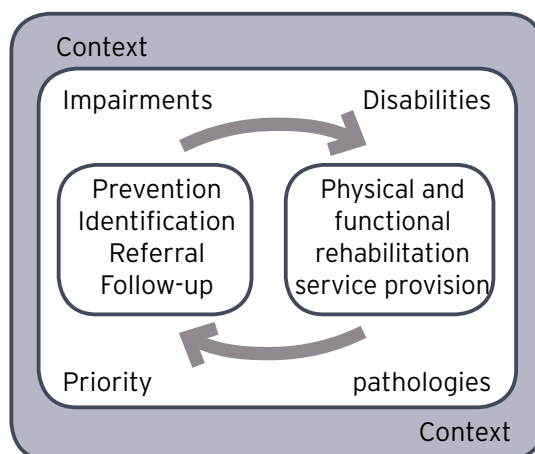 Context
Impairments
Disabilities
Prevention
Identification
Referral
Follow-up
Physical and
functional
rehabilitation
service provision
Priority
pathologies
Context